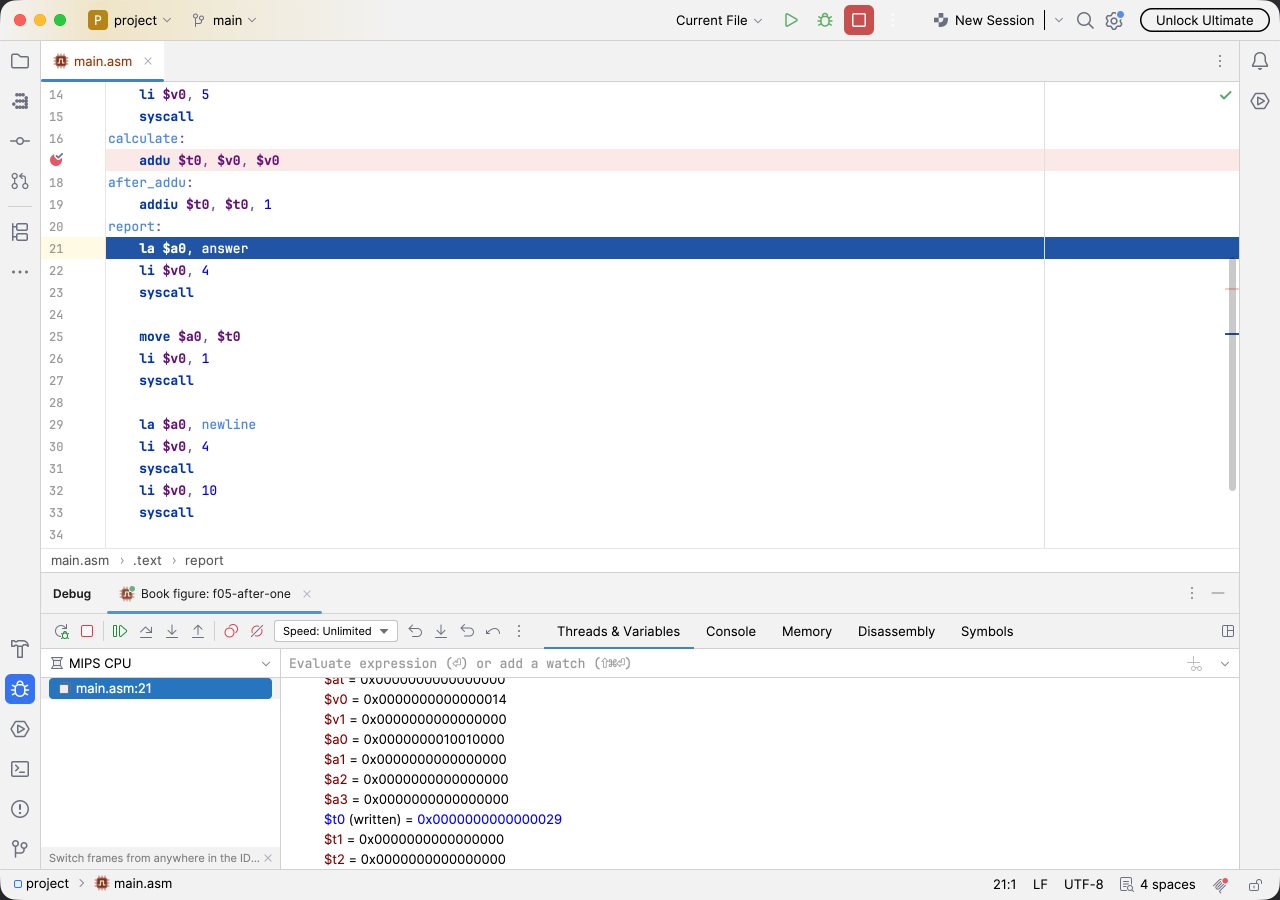 P project main Current File New Session Unlock Ultimate
main.asm
14 li $v0, 5
15 syscall
16 calculate:
addu $t0, $v0, $v0
18 after_addu:
19 addiu $t0, $t0, 1
20 report:
21 la $a0, answer
22 li $v0, 4
23 syscall
24
25 move $a0, $t0
26 li $v0, 1
27 syscall
28
29 la $a0, newline
30 li $v0, 4
31 syscall
32 li $v0, 10
33 syscall
34
main.asm › .text › report
Debug Book figure: f05-after-one
Speed: Unlimited Threads & Variables Console Memory Disassembly Symbols
MIPS CPU Evaluate expression (⏎) or add a watch (⇧⌘⏎)
main.asm:21
$at = 0x0000000000000000
$v0 = 0x0000000000000014
$v1 = 0x0000000000000000
$a0 = 0x0000000010010000
$a1 = 0x0000000000000000
$a2 = 0x0000000000000000
$a3 = 0x0000000000000000
$t0 (written) = 0x0000000000000029
$t1 = 0x0000000000000000
$t2 = 0x0000000000000000
Switch frames from anywhere in the ID...
project › main.asm 21:1 LF UTF-8 4 spaces